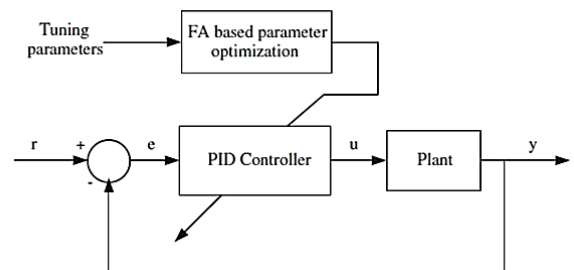 Tuning
parameters
FA based parameter
optimization
r
+
-
e
PID Controller
u
Plant
y